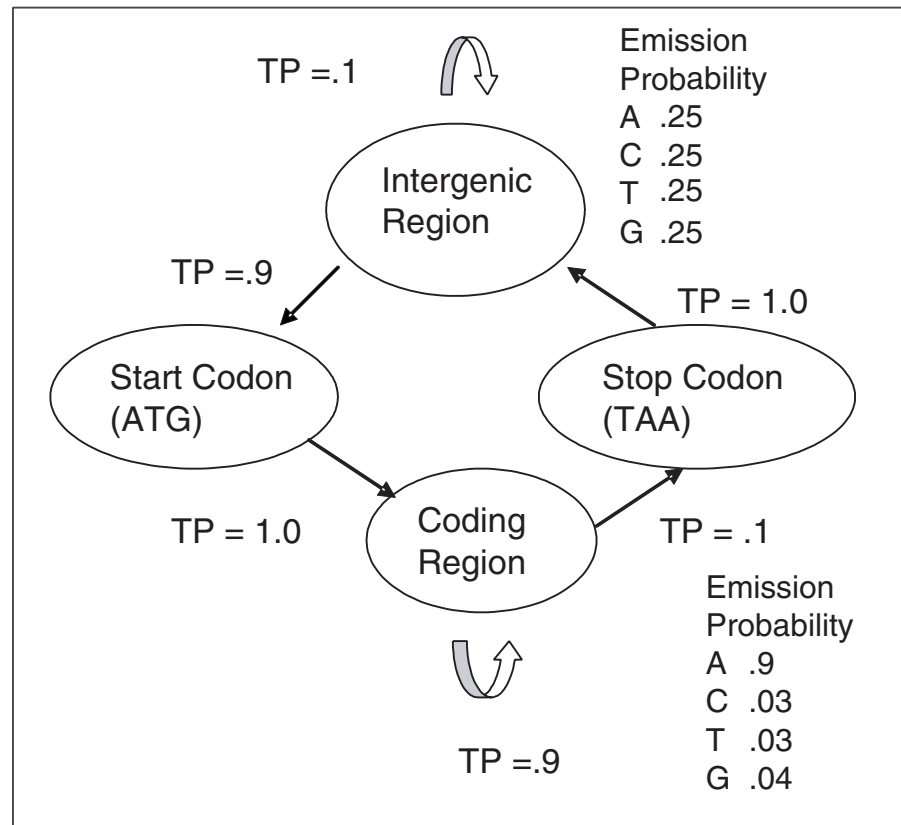 TP =.1
Emission
Probability
A .25
C .25
T .25
G .25
Intergenic
Region
TP =.9
TP = 1.0
Start Codon
(ATG)
Stop Codon
(TAA)
TP = 1.0
Coding
Region
TP = .1
Emission
Probability
A .9
C .03
T .03
G .04
TP =.9